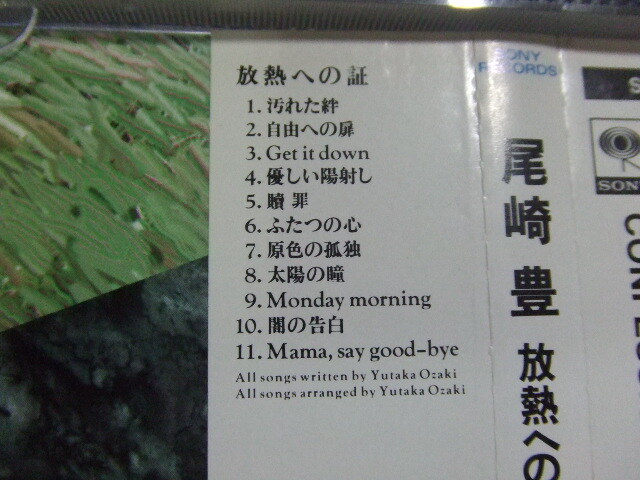 放熱への証
1. 汚れた絆
2. 自由への扉
3. Get it down
4. 優しい陽射し
5. 贖罪
6. ふたつの心
7. 原色の孤独
8. 太陽の瞳
9. Monday morning
10. 闇の告白
11. Mama, say good-bye
All songs written by Yutaka Ozaki
All songs arranged by Yutaka Ozaki
SONY
RECORDS
尾崎豊 放熱への
SONY